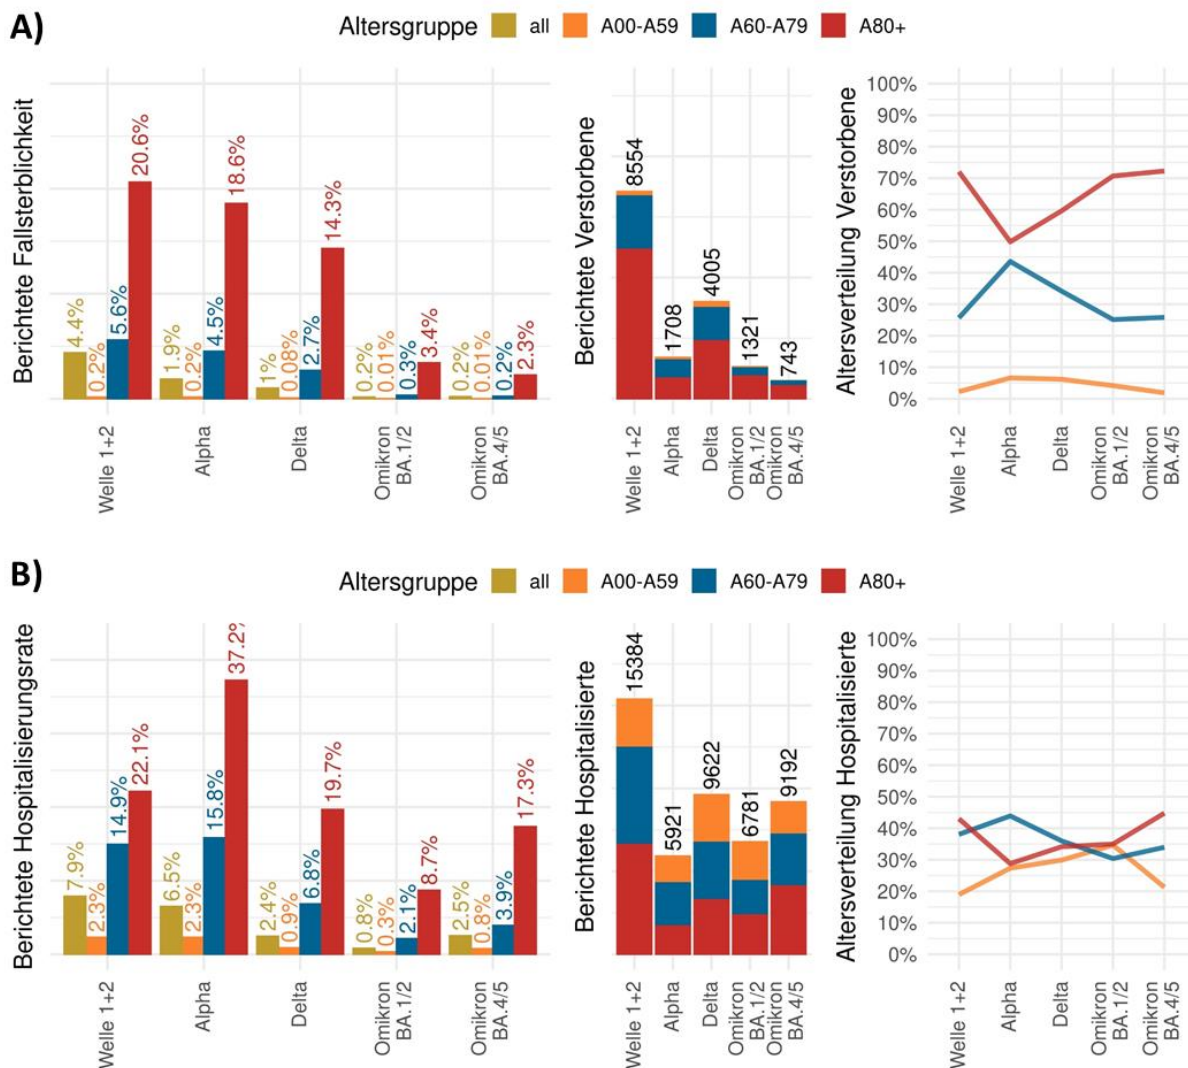 A)
Altersgruppe all A00-A59 A60-A79 A80+
Berichtete Fallsterblichkeit
4.4%
0.2%
5.6%
20.6%
1.9%
0.2%
4.5%
18.6%
1%
0.08%
2.7%
14.3%
0.2%
0.01%
0.3%
3.4%
0.2%
0.01%
0.2%
2.3%
Welle 1+2
Alpha
Delta
Omikron
BA.1/2
Omikron
BA.4/5
Berichtete Verstorbene
8554
1708
4005
1321
743
Welle 1+2
Alpha
Delta
Omikron
BA.1/2
Omikron
BA.4/5
Altersverteilung Verstorbene
100%
90%
80%
70%
60%
50%
40%
30%
20%
10%
0%
Welle 1+2
Alpha
Delta
Omikron
BA.1/2
Omikron
BA.4/5
B)
Altersgruppe all A00-A59 A60-A79 A80+
Berichtete Hospitalisierungsrate
7.9%
2.3%
14.9%
22.1%
6.5%
2.3%
15.8%
37.2%
2.4%
0.9%
6.8%
19.7%
0.8%
0.3%
2.1%
8.7%
2.5%
0.8%
3.9%
17.3%
Welle 1+2
Alpha
Delta
Omikron
BA.1/2
Omikron
BA.4/5
Berichtete Hospitalisierte
15384
5921
9622
6781
9192
Welle 1+2
Alpha
Delta
Omikron
BA.1/2
Omikron
BA.4/5
Altersverteilung Hospitalisierte
100%
90%
80%
70%
60%
50%
40%
30%
20%
10%
0%
Welle 1+2
Alpha
Delta
Omikron
BA.1/2
Omikron
BA.4/5